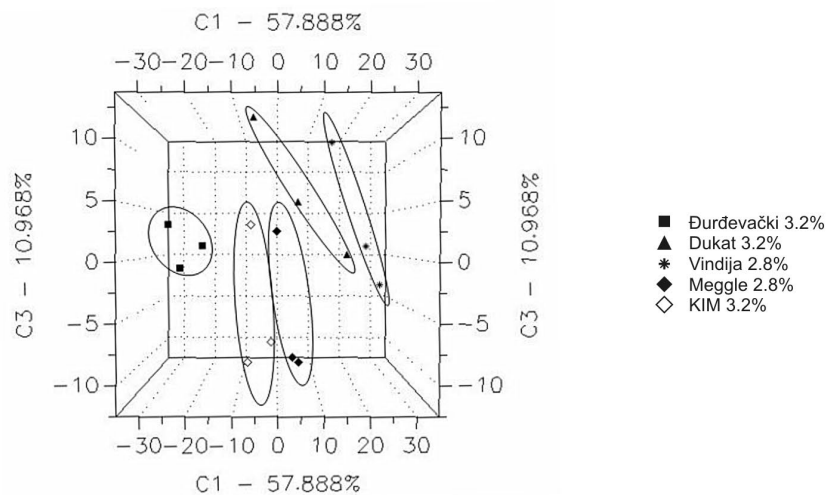 C1 - 57.888%
-30 -20 -10 0 10 20 30
10 10
5 5
0 0
-5 -5
-10 -10
C3 - 10.968%
C3 - 10.968%
-30 -20 -10 0 10 20 30
C1 - 57.888%
Đurđevački 3.2%
Dukat 3.2%
Vindija 2.8%
Meggle 2.8%
KIM 3.2%